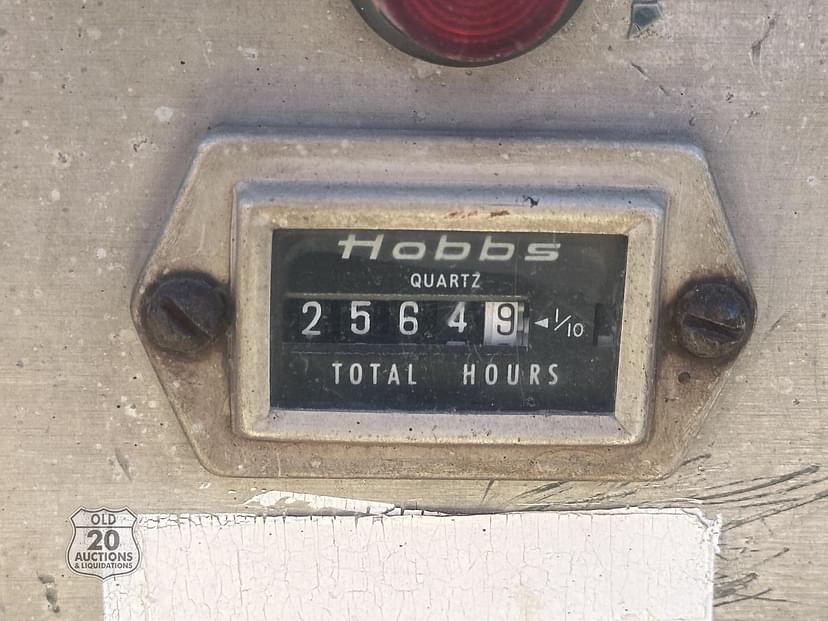 Hobbs
QUARTZ
25649 ◄ 1/10
TOTAL HOURS
OLD
20
AUCTIONS
& LIQUIDATIONS